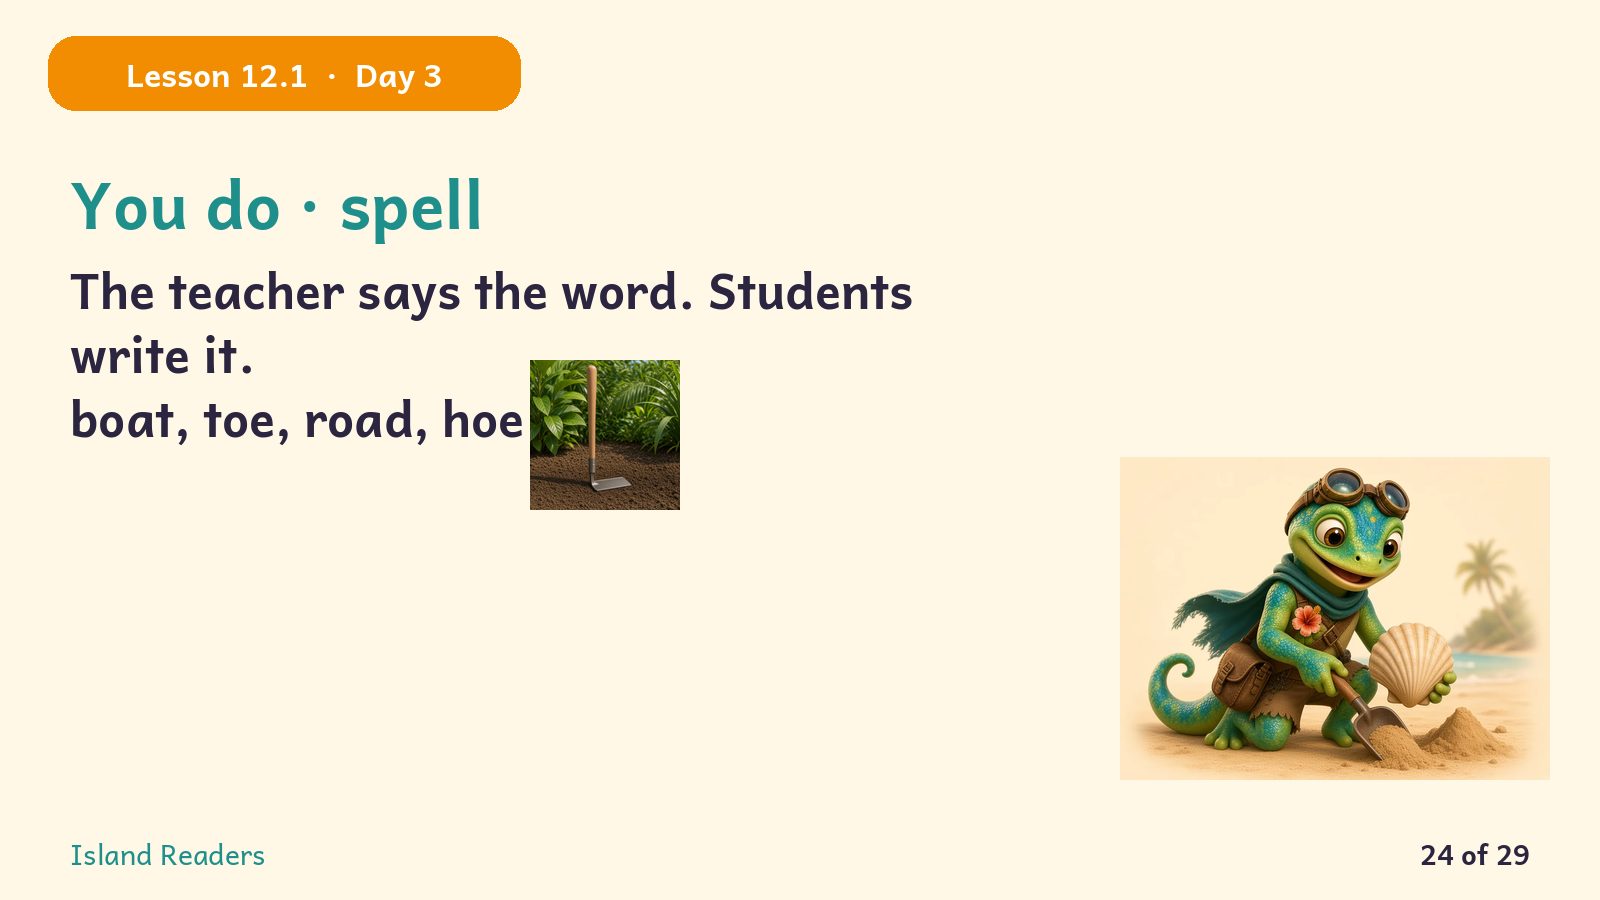 Lesson 12.1 · Day 3
You do · spell
The teacher says the word. Students
write it.
boat, toe, road, hoe
Island Readers
24 of 29